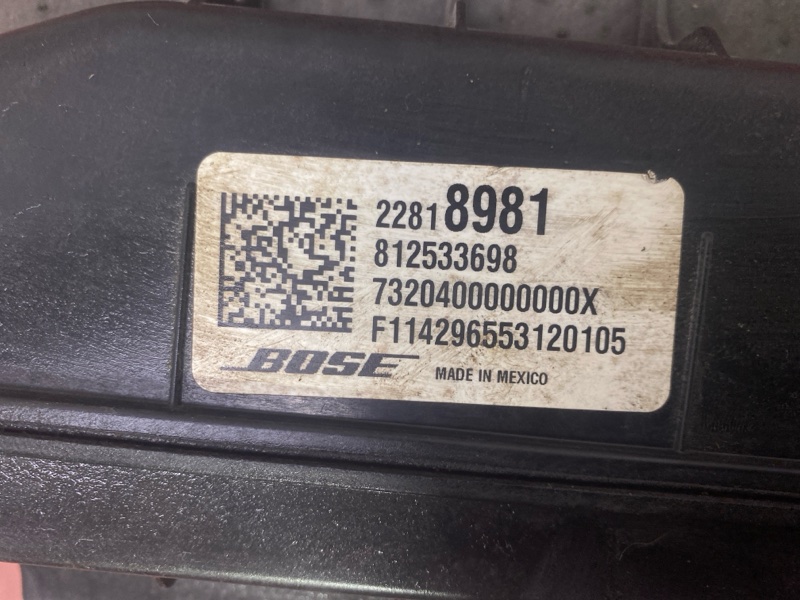 22818981
812533698
7320400000000X
F114296553120105
BOSE
MADE IN MEXICO